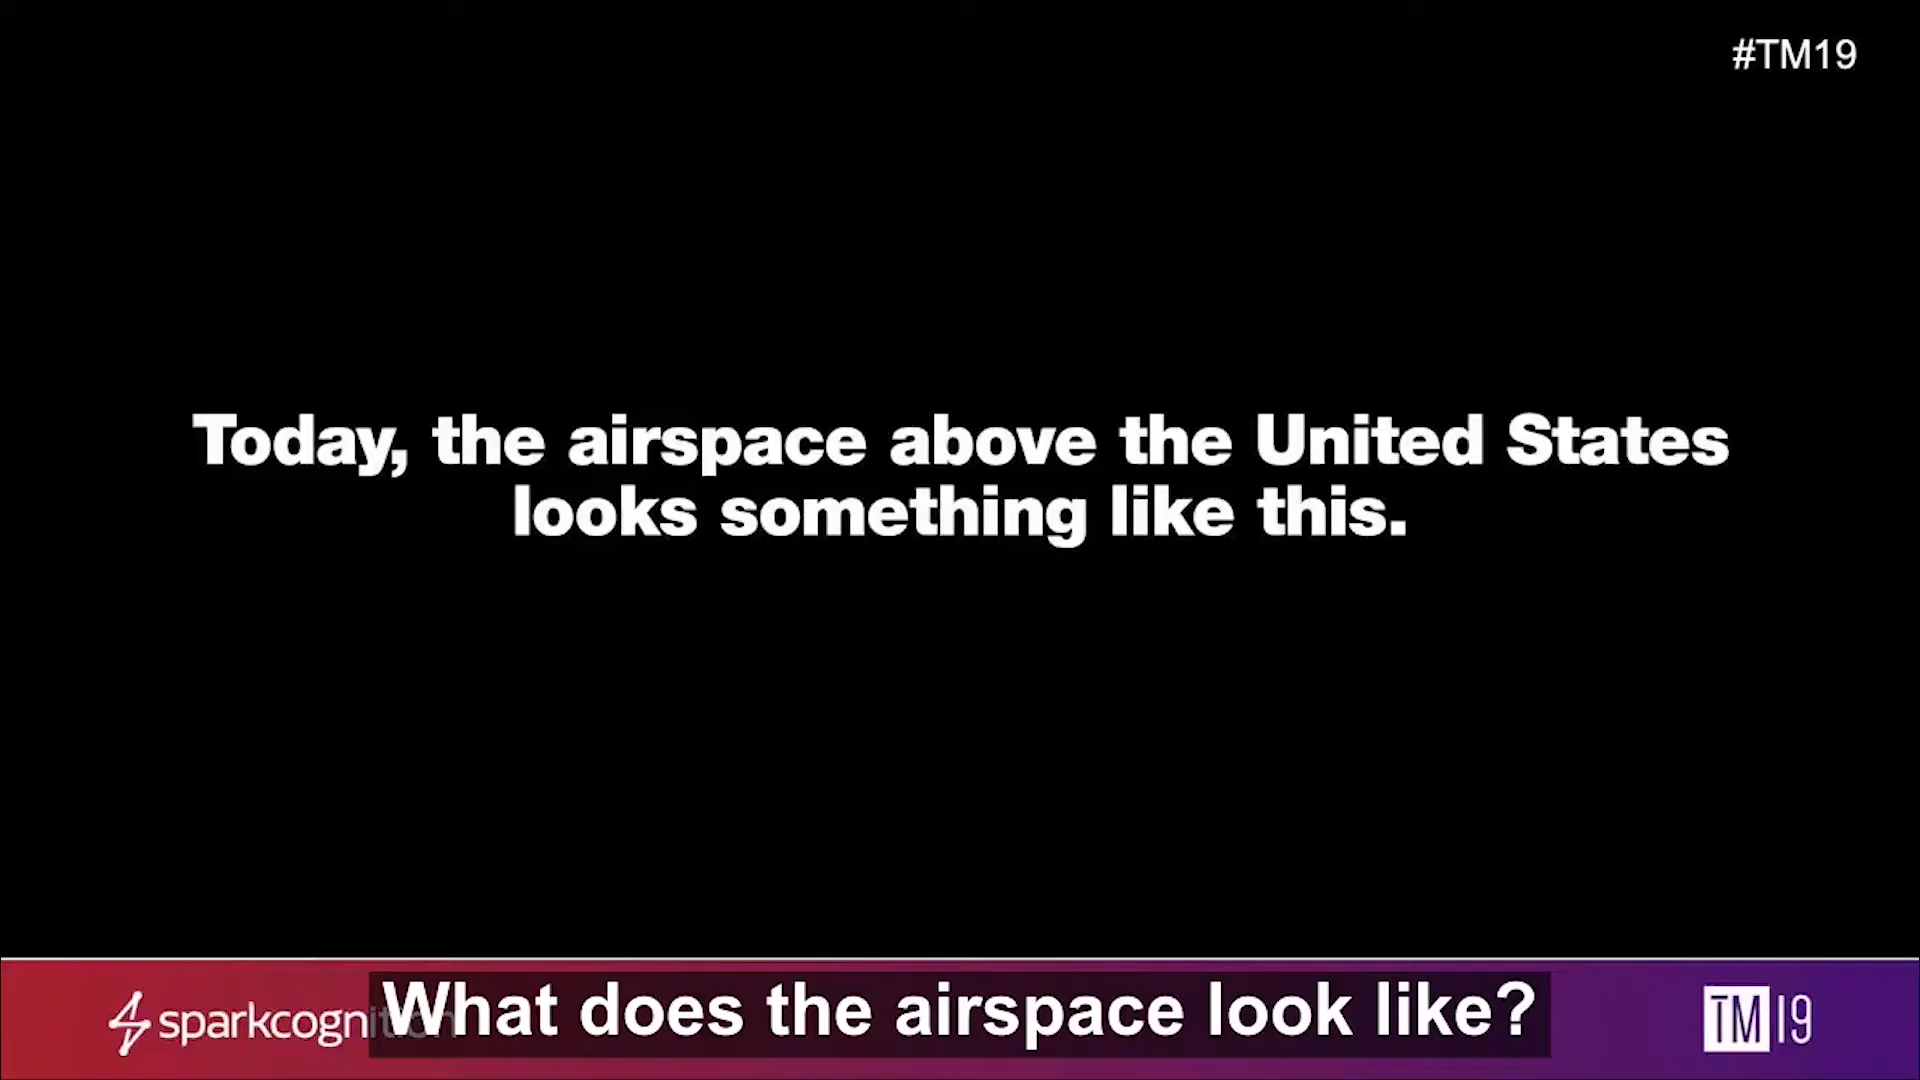 #TM19
Today, the airspace above the United States
looks something like this.
sparkcognition
What does the airspace look like?
TM19